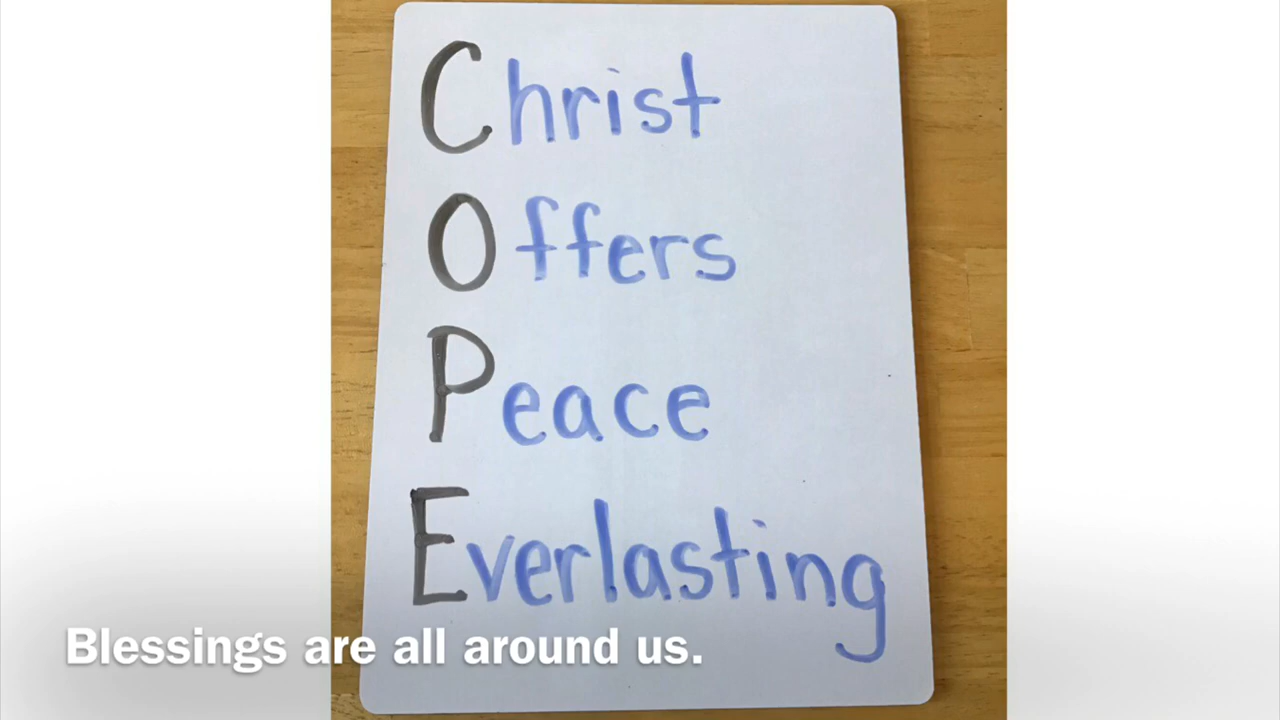 Christ
Offers
Peace
Everlasting
Blessings are all around us.